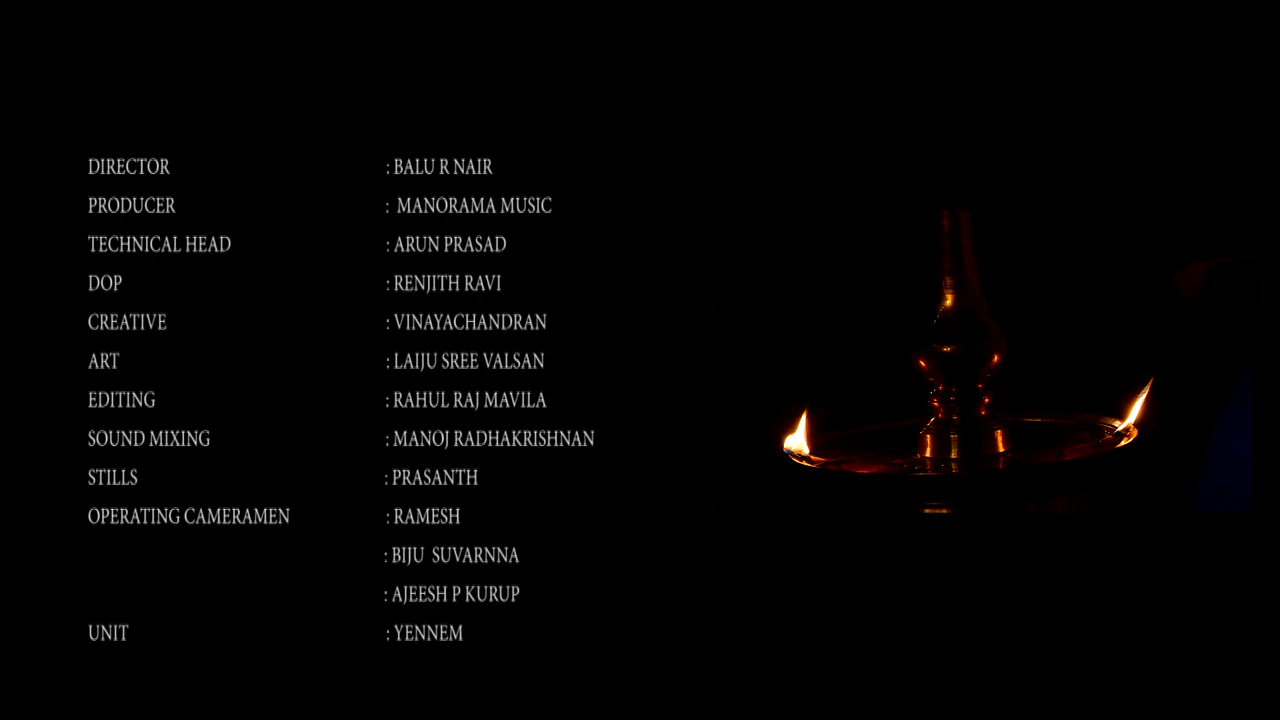 DIRECTOR : BALU R NAIR
PRODUCER : MANORAMA MUSIC
TECHNICAL HEAD : ARUN PRASAD
DOP : RENJITH RAVI
CREATIVE : VINAYACHANDRAN
ART : LAIJU SREE VALSAN
EDITING : RAHUL RAJ MAVILA
SOUND MIXING : MANOJ RADHAKRISHNAN
STILLS : PRASANTH
OPERATING CAMERAMEN : RAMESH
: BIJU SUVARNNA
: AJEESH P KURUP
UNIT : YENNEM